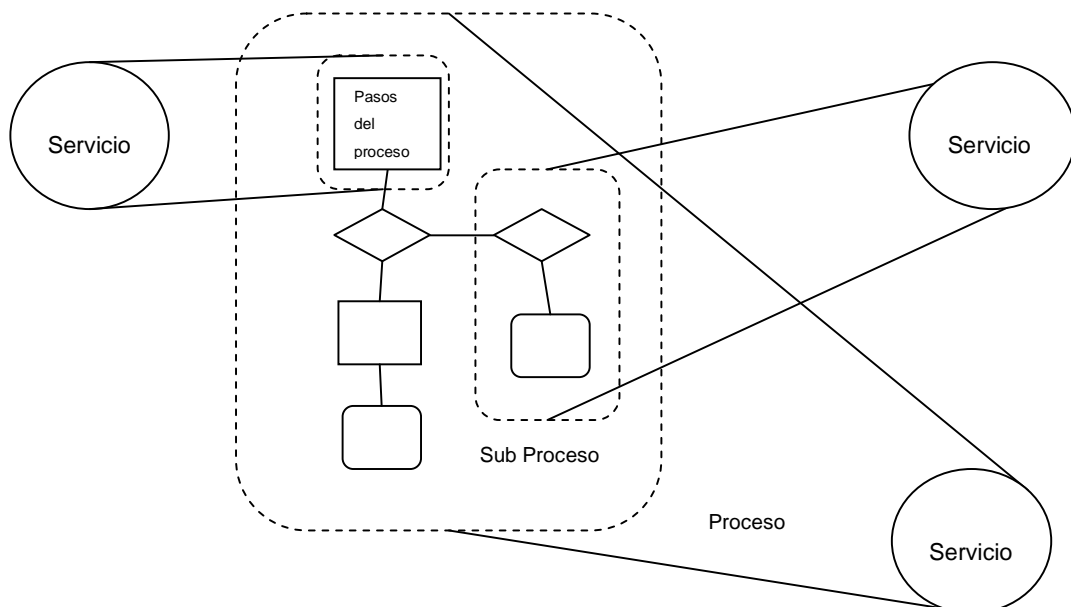 Pasos
del
proceso
Servicio
Servicio
Sub Proceso
Proceso
Servicio